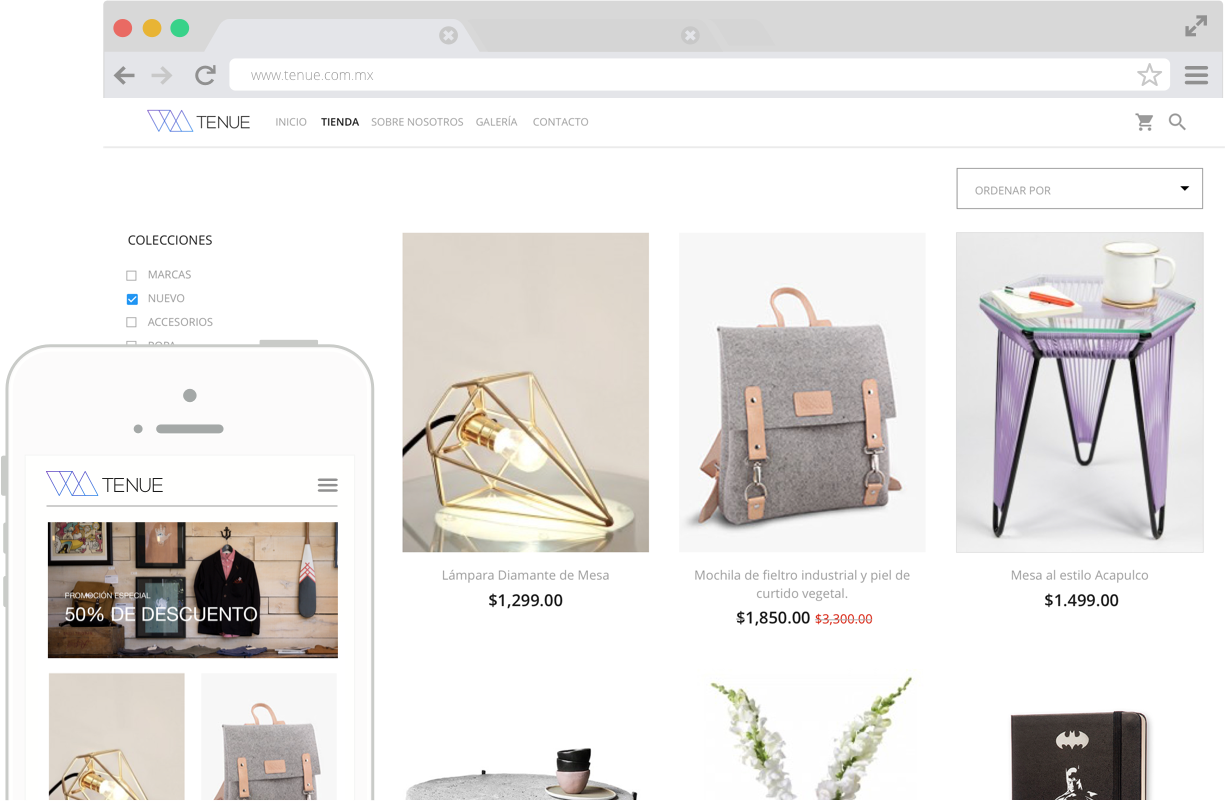 www.tenue.com.mx
TENUE
INICIO TIENDA SOBRE NOSOTROS GALERÍA CONTACTO
ORDENAR POR
COLECCIONES
MARCAS
NUEVO
ACCESORIOS
ROPA
Lámpara Diamante de Mesa
$1,299.00
Mochila de fieltro industrial y piel de
curtido vegetal.
$1,850.00 $3,300.00
Mesa al estilo Acapulco
$1.499.00
TENUE
PROMOCIÓN ESPECIAL
50% DE DESCUENTO